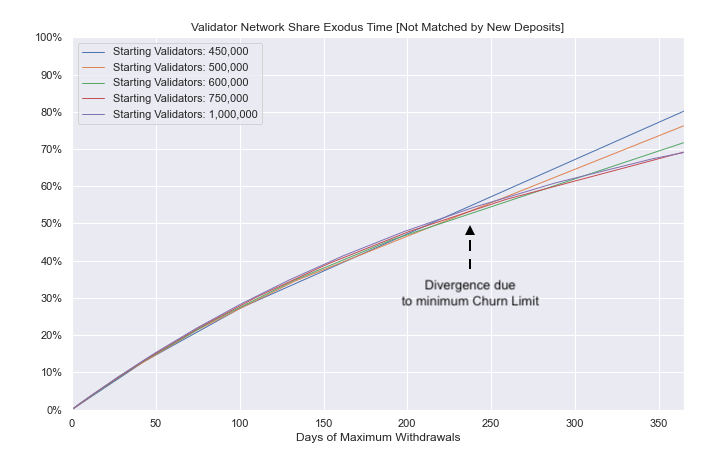 Validator Network Share Exodus Time [Not Matched by New Deposits]
100%
90%
80%
70%
60%
50%
40%
30%
20%
10%
0%
Starting Validators: 450,000
Starting Validators: 500,000
Starting Validators: 600,000
Starting Validators: 750,000
Starting Validators: 1,000,000
Divergence due
to minimum Churn Limit
0 50 100 150 200 250 300 350
Days of Maximum Withdrawals